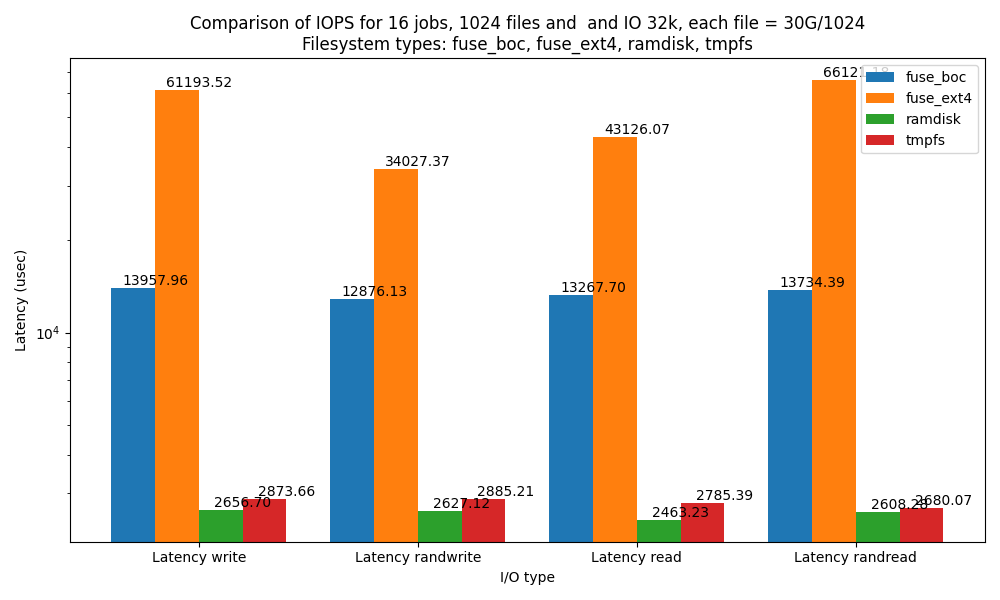 Comparison of IOPS for 16 jobs, 1024 files and  and IO 32k, each file = 30G/1024
Filesystem types: fuse_boc, fuse_ext4, ramdisk, tmpfs
Latency (usec)
10^4
61193.52
34027.37
43126.07
13957.96
12876.13
13267.70
13734.39
2656.70
2873.66
2627.12
2885.21
2463.23
2785.39
2608.28
2680.07
fuse_boc
fuse_ext4
ramdisk
tmpfs
Latency write
Latency randwrite
Latency read
Latency randread
I/O type